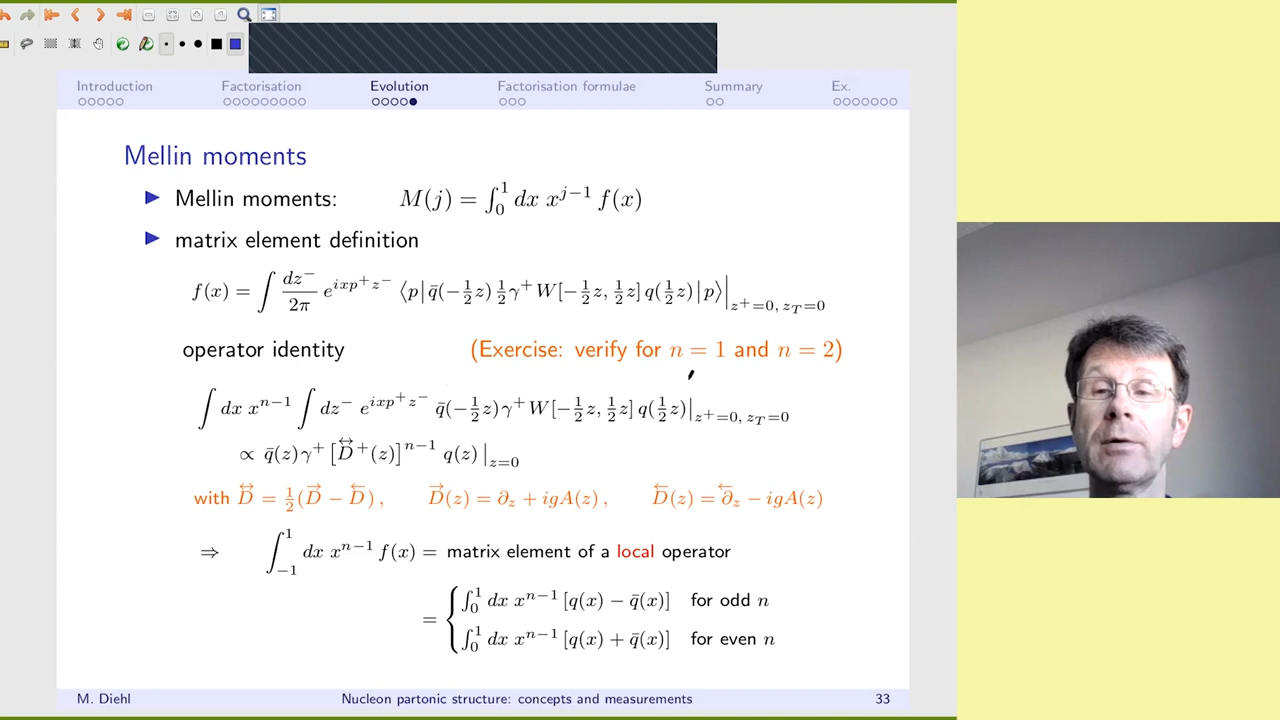 Introduction Factorisation Evolution Factorisation formulae Summary Ex.
Mellin moments
▶ Mellin moments: M(j) = ∫₀¹ dx x^{j−1} f(x)
▶ matrix element definition
f(x) = ∫ dz⁻/2π e^{ixp⁺z⁻} ⟨p| q̄(−½z) ½γ⁺ W[−½z, ½z] q(½z) |p⟩|_{z⁺=0, z_T=0}
operator identity (Exercise: verify for n = 1 and n = 2)
∫ dx x^{n−1} ∫ dz⁻ e^{ixp⁺z⁻} q̄(−½z)γ⁺ W[−½z, ½z] q(½z)|_{z⁺=0, z_T=0}
∝ q̄(z)γ⁺ [D↔⁺(z)]^{n−1} q(z)|_{z=0}
with D↔ = ½(D→ − D←), D→(z) = ∂_z + igA(z), D←(z) = ∂←_z − igA(z)
⇒ ∫₋₁¹ dx x^{n−1} f(x) = matrix element of a local operator
= { ∫₀¹ dx x^{n−1} [q(x) − q̄(x)] for odd n
∫₀¹ dx x^{n−1} [q(x) + q̄(x)] for even n
M. Diehl Nucleon partonic structure: concepts and measurements 33